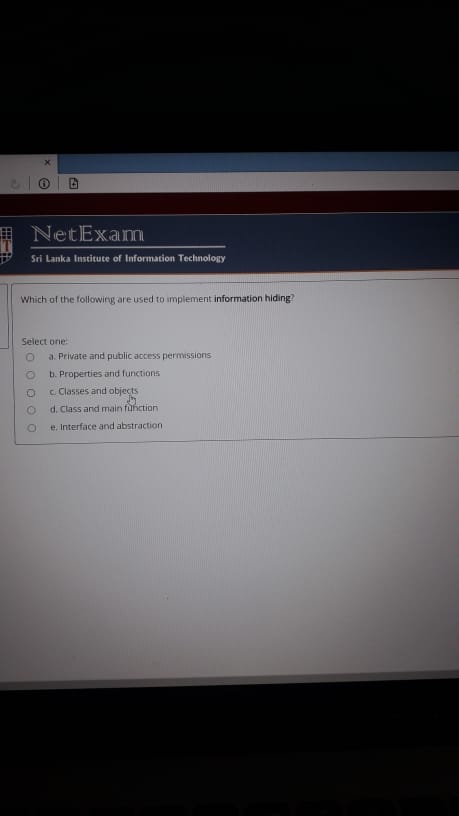 NetExam
Sri Lanka Institute of Information Technology
Which of the following are used to implement information hiding?
Select one:
a. Private and public access permissions
b. Properties and functions
c. Classes and objects
d. Class and main function
e. Interface and abstraction